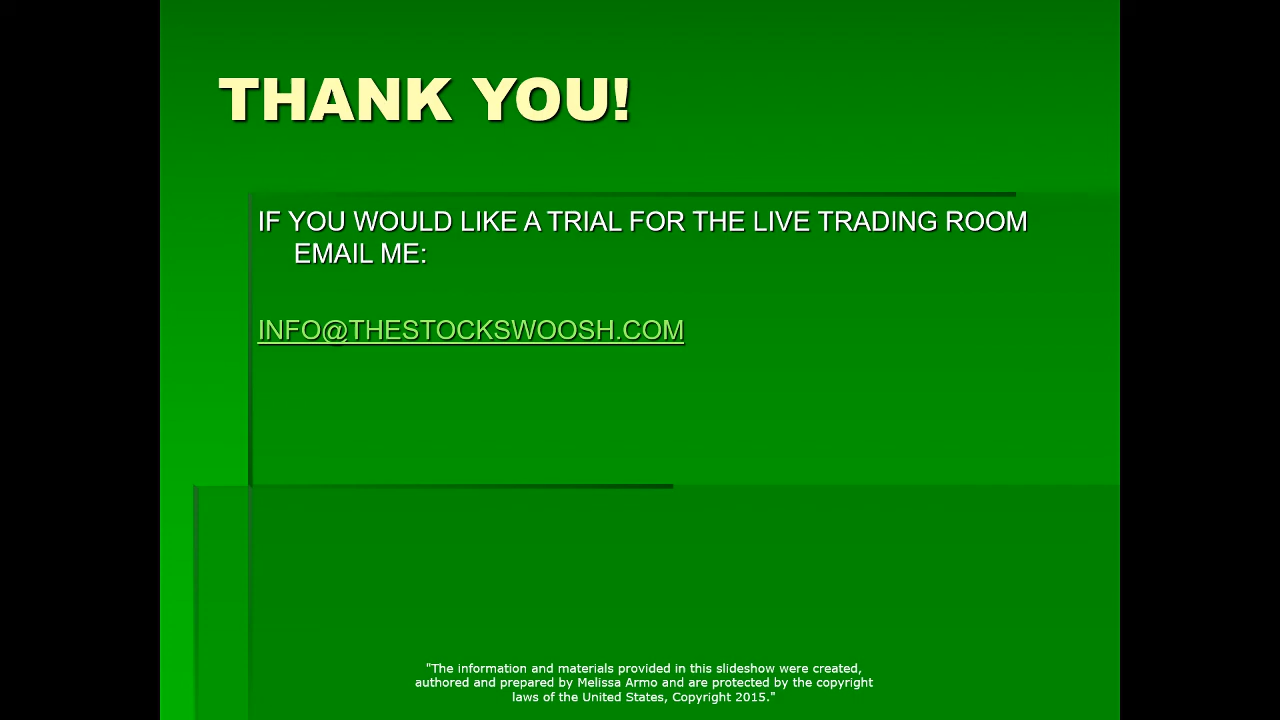 THANK YOU!
IF YOU WOULD LIKE A TRIAL FOR THE LIVE TRADING ROOM
EMAIL ME:
INFO@THESTOCKSWOOSH.COM
"The information and materials provided in this slideshow were created,
authored and prepared by Melissa Armo and are protected by the copyright
laws of the United States, Copyright 2015."